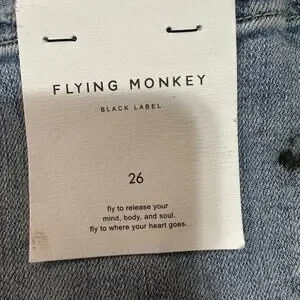 FLYING MONKEY
BLACK LABEL
26
fly to release your
mind, body, and soul.
fly to where your heart goes.